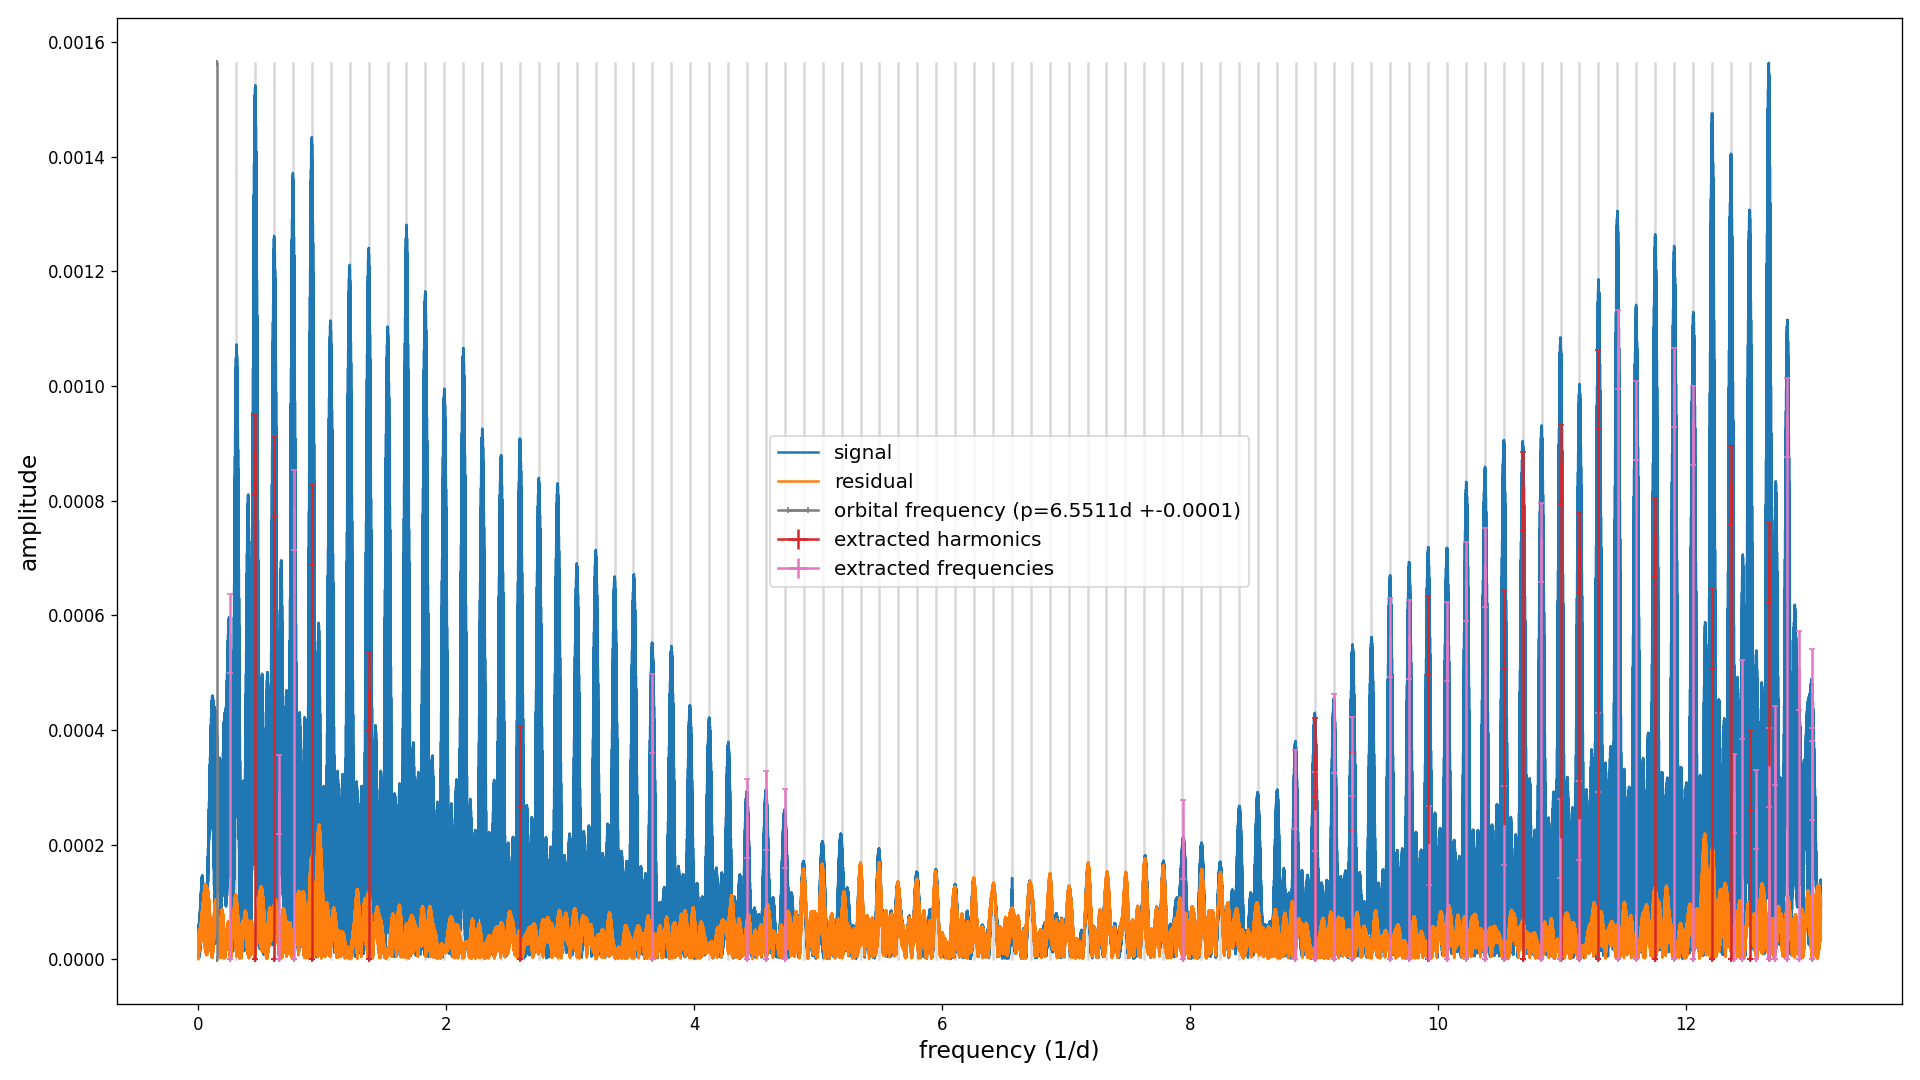 0.0016
0.0014
0.0012
0.0010
0.0008
0.0006
0.0004
0.0002
0.0000
amplitude
signal
residual
orbital frequency (p=6.5511d +-0.0001)
extracted harmonics
extracted frequencies
0 2 4 6 8 10 12
frequency (1/d)